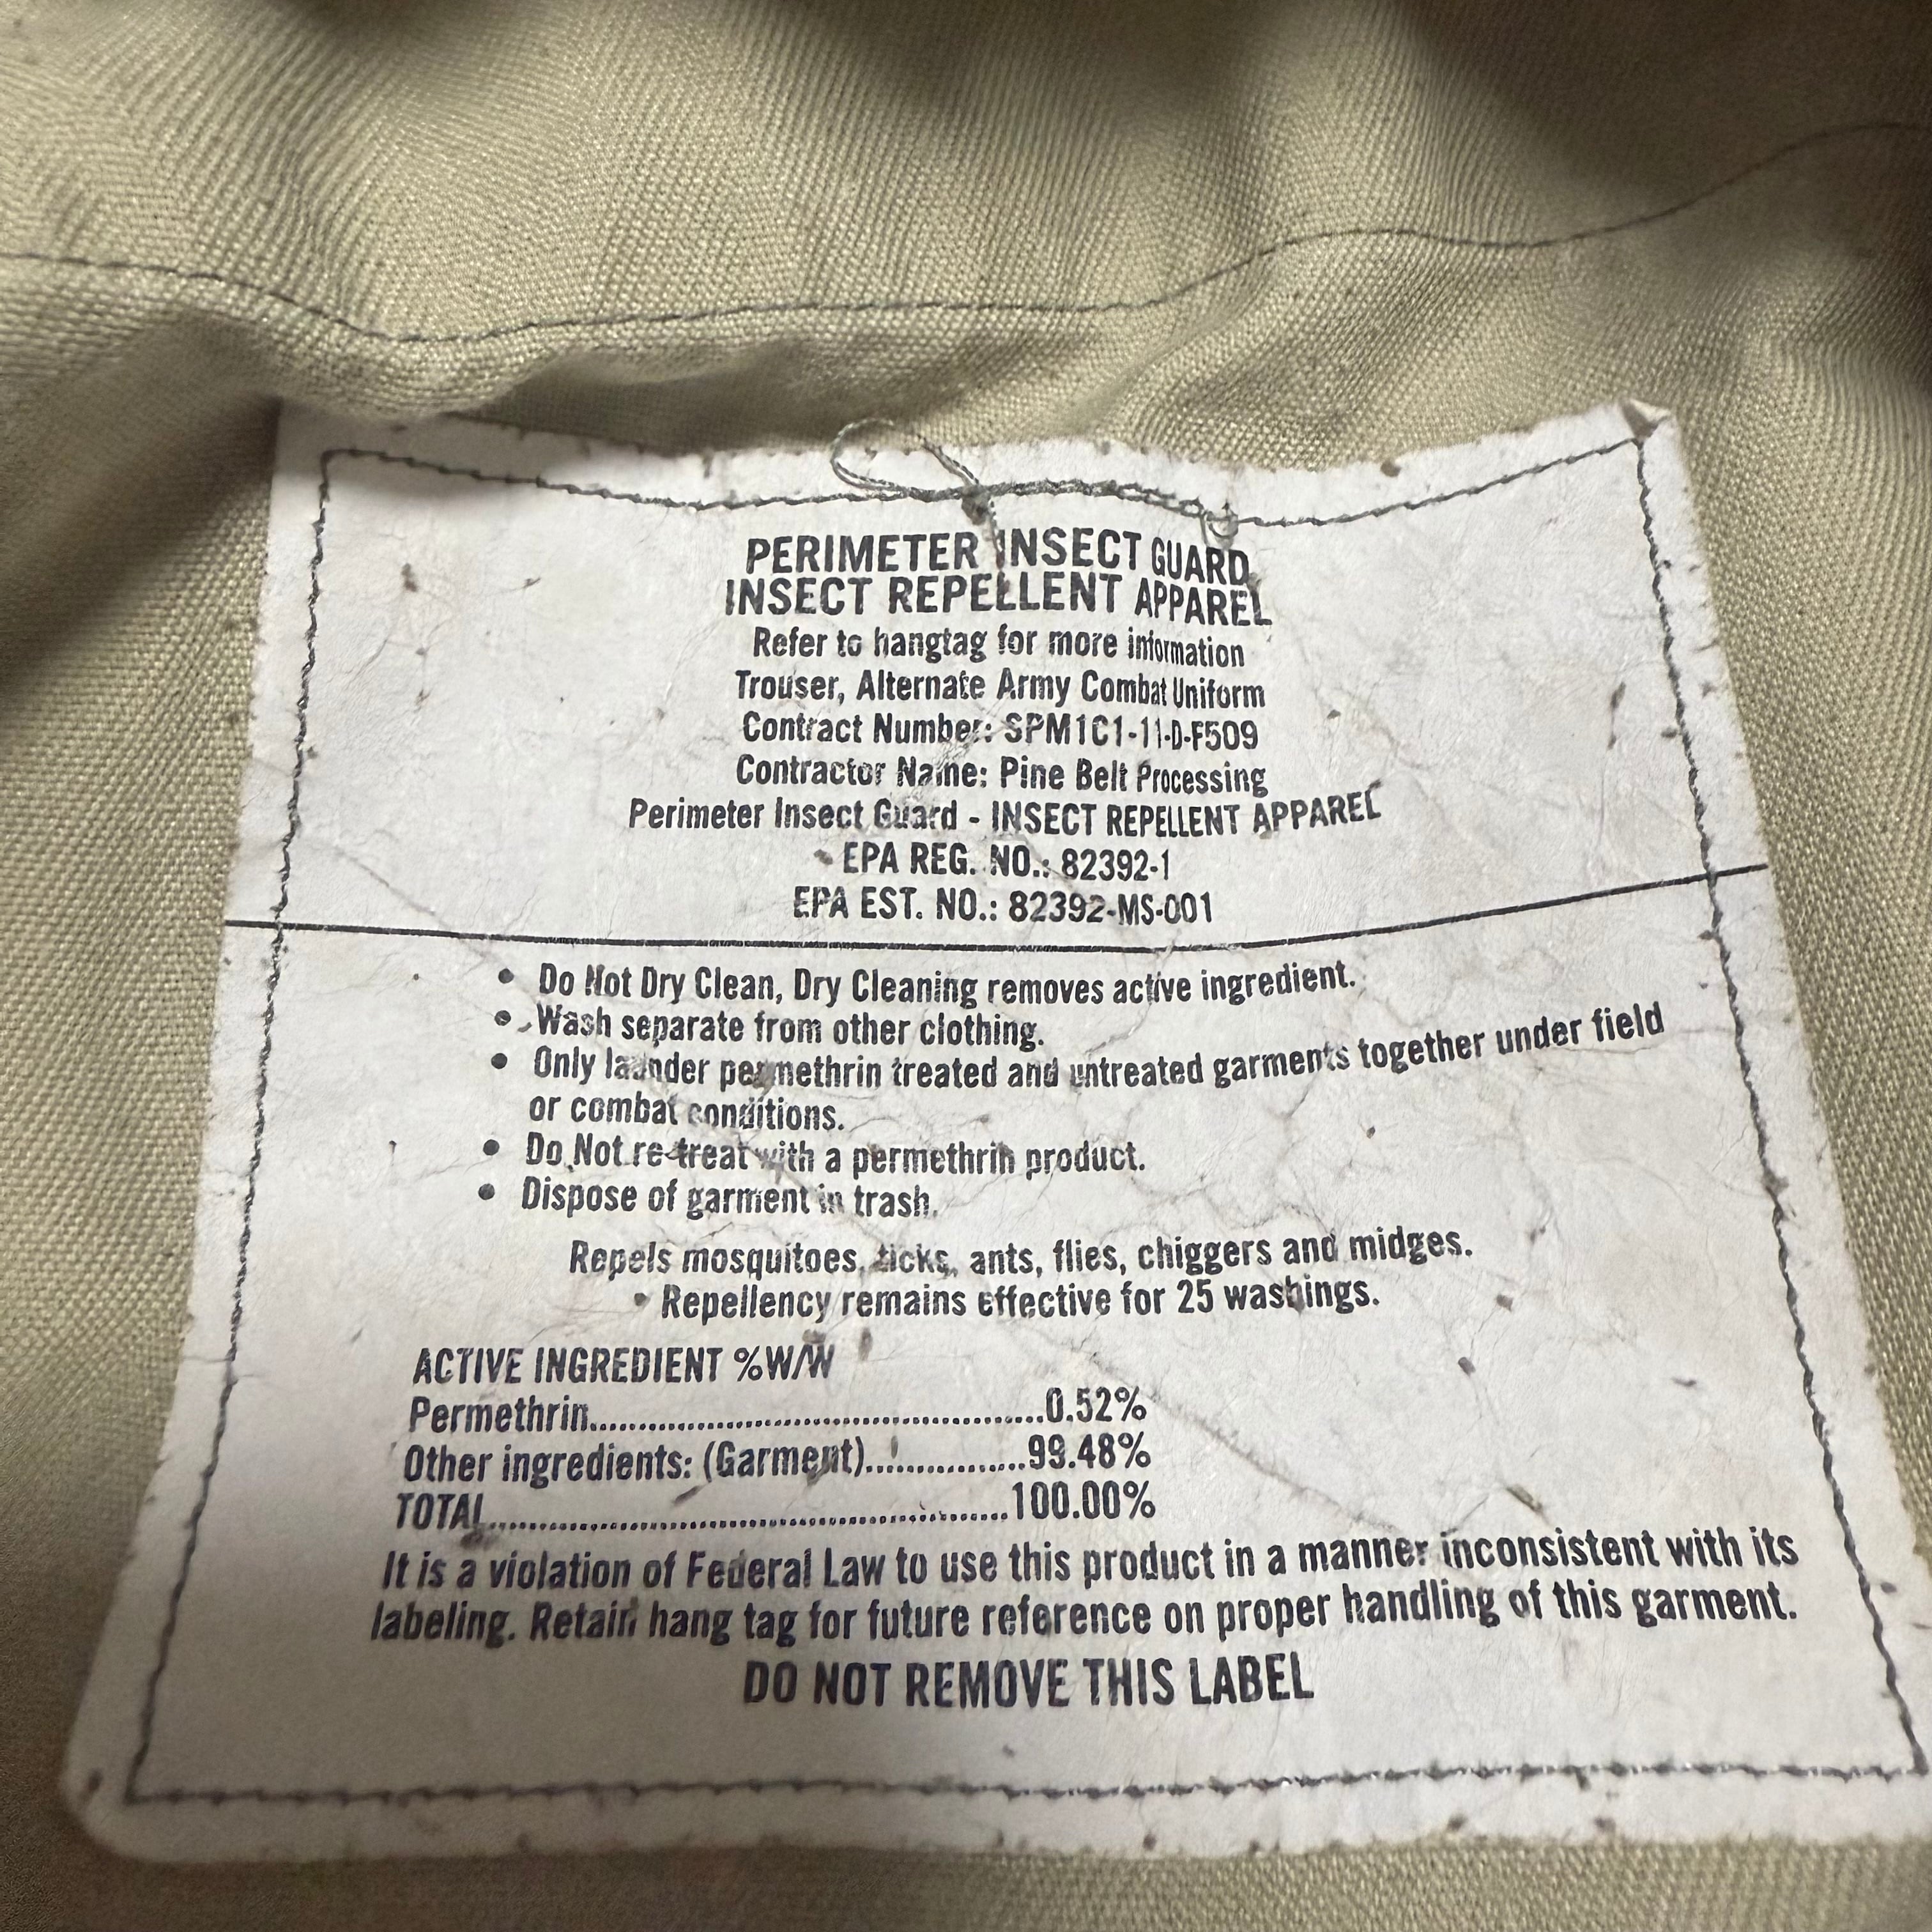 PERIMETER INSECT GUARD
INSECT REPELLENT APPAREL
Refer to hangtag for more information
Trouser, Alternate Army Combat Uniform
Contract Number: SPM1C1-11-D-F509
Contractor Name: Pine Belt Processing
Perimeter Insect Guard - INSECT REPELLENT APPAREL
EPA REG. NO.: 82392-1
EPA EST. NO.: 82392-MS-001
• Do Not Dry Clean, Dry Cleaning removes active ingredient.
• Wash separate from other clothing.
• Only launder permethrin treated and untreated garments together under field
or combat conditions.
• Do Not re-treat with a permethrin product.
• Dispose of garment in trash.
Repels mosquitoes, ticks, ants, flies, chiggers and midges.
• Repellency remains effective for 25 washings.
ACTIVE INGREDIENT %W/W
Permethrin..............................................0.52%
Other ingredients: (Garment)..................99.48%
TOTAL......................................................100.00%
It is a violation of Federal Law to use this product in a manner inconsistent with its
labeling. Retain hang tag for future reference on proper handling of this garment.
DO NOT REMOVE THIS LABEL